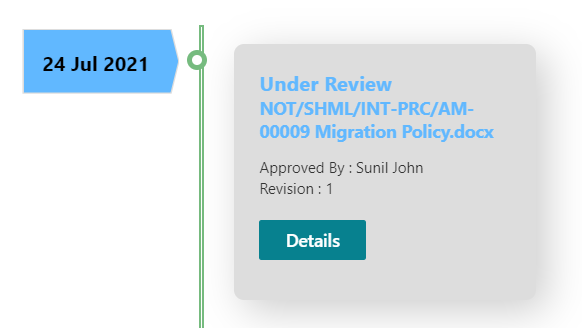 24 Jul 2021
Under Review
NOT/SHML/INT-PRC/AM-
00009 Migration Policy.docx
Approved By : Sunil John
Revision : 1
Details